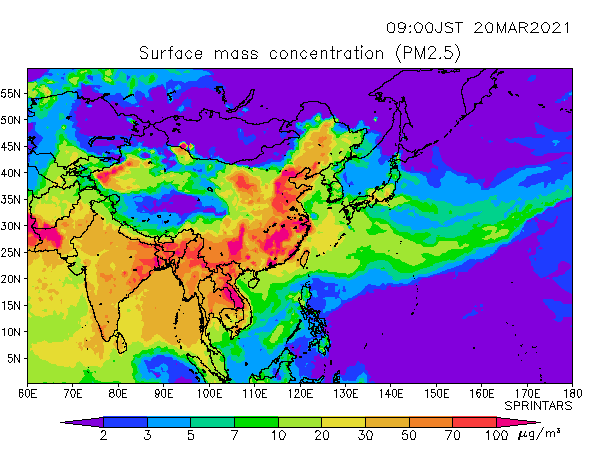 09:00JST 20MAR2021
Surface mass concentration (PM2.5)
55N
50N
45N
40N
35N
30N
25N
20N
15N
10N
5N
60E 70E 80E 90E 100E 110E 120E 130E 140E 150E 160E 170E 180
SPRINTARS
2 3 5 7 10 20 30 50 70 100 μg/m³